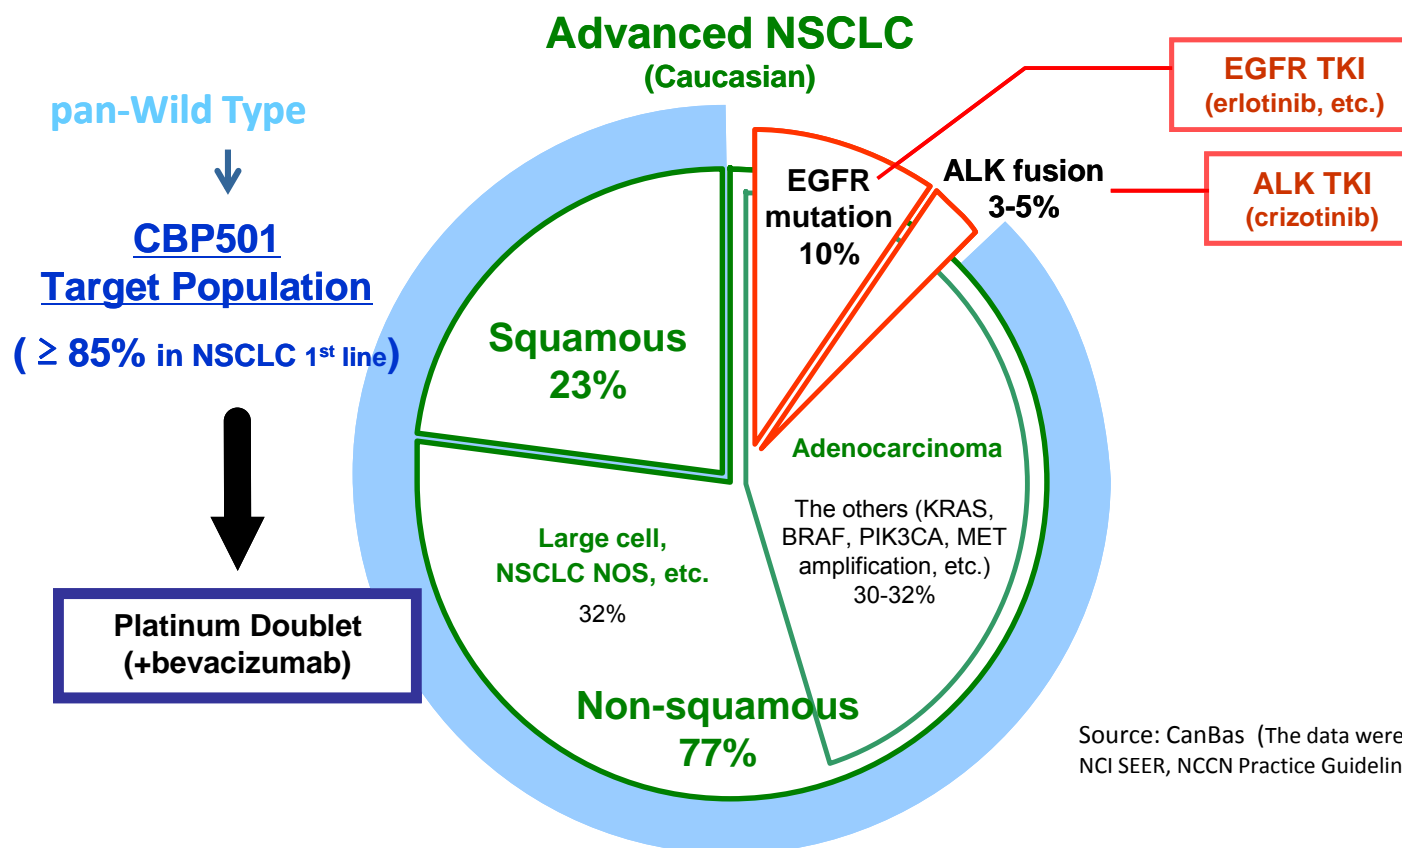 Advanced NSCLC
(Caucasian)
pan-Wild Type
CBP501
Target Population
( ≥ 85% in NSCLC 1st line)
Platinum Doublet
(+bevacizumab)
EGFR TKI
(erlotinib, etc.)
ALK TKI
(crizotinib)
EGFR
mutation
10%
ALK fusion
3-5%
Squamous
23%
Adenocarcinoma
The others (KRAS,
BRAF, PIK3CA, MET
amplification, etc.)
30-32%
Large cell,
NSCLC NOS, etc.
32%
Non-squamous
77%
Source: CanBas (The data were
NCI SEER, NCCN Practice Guidelin